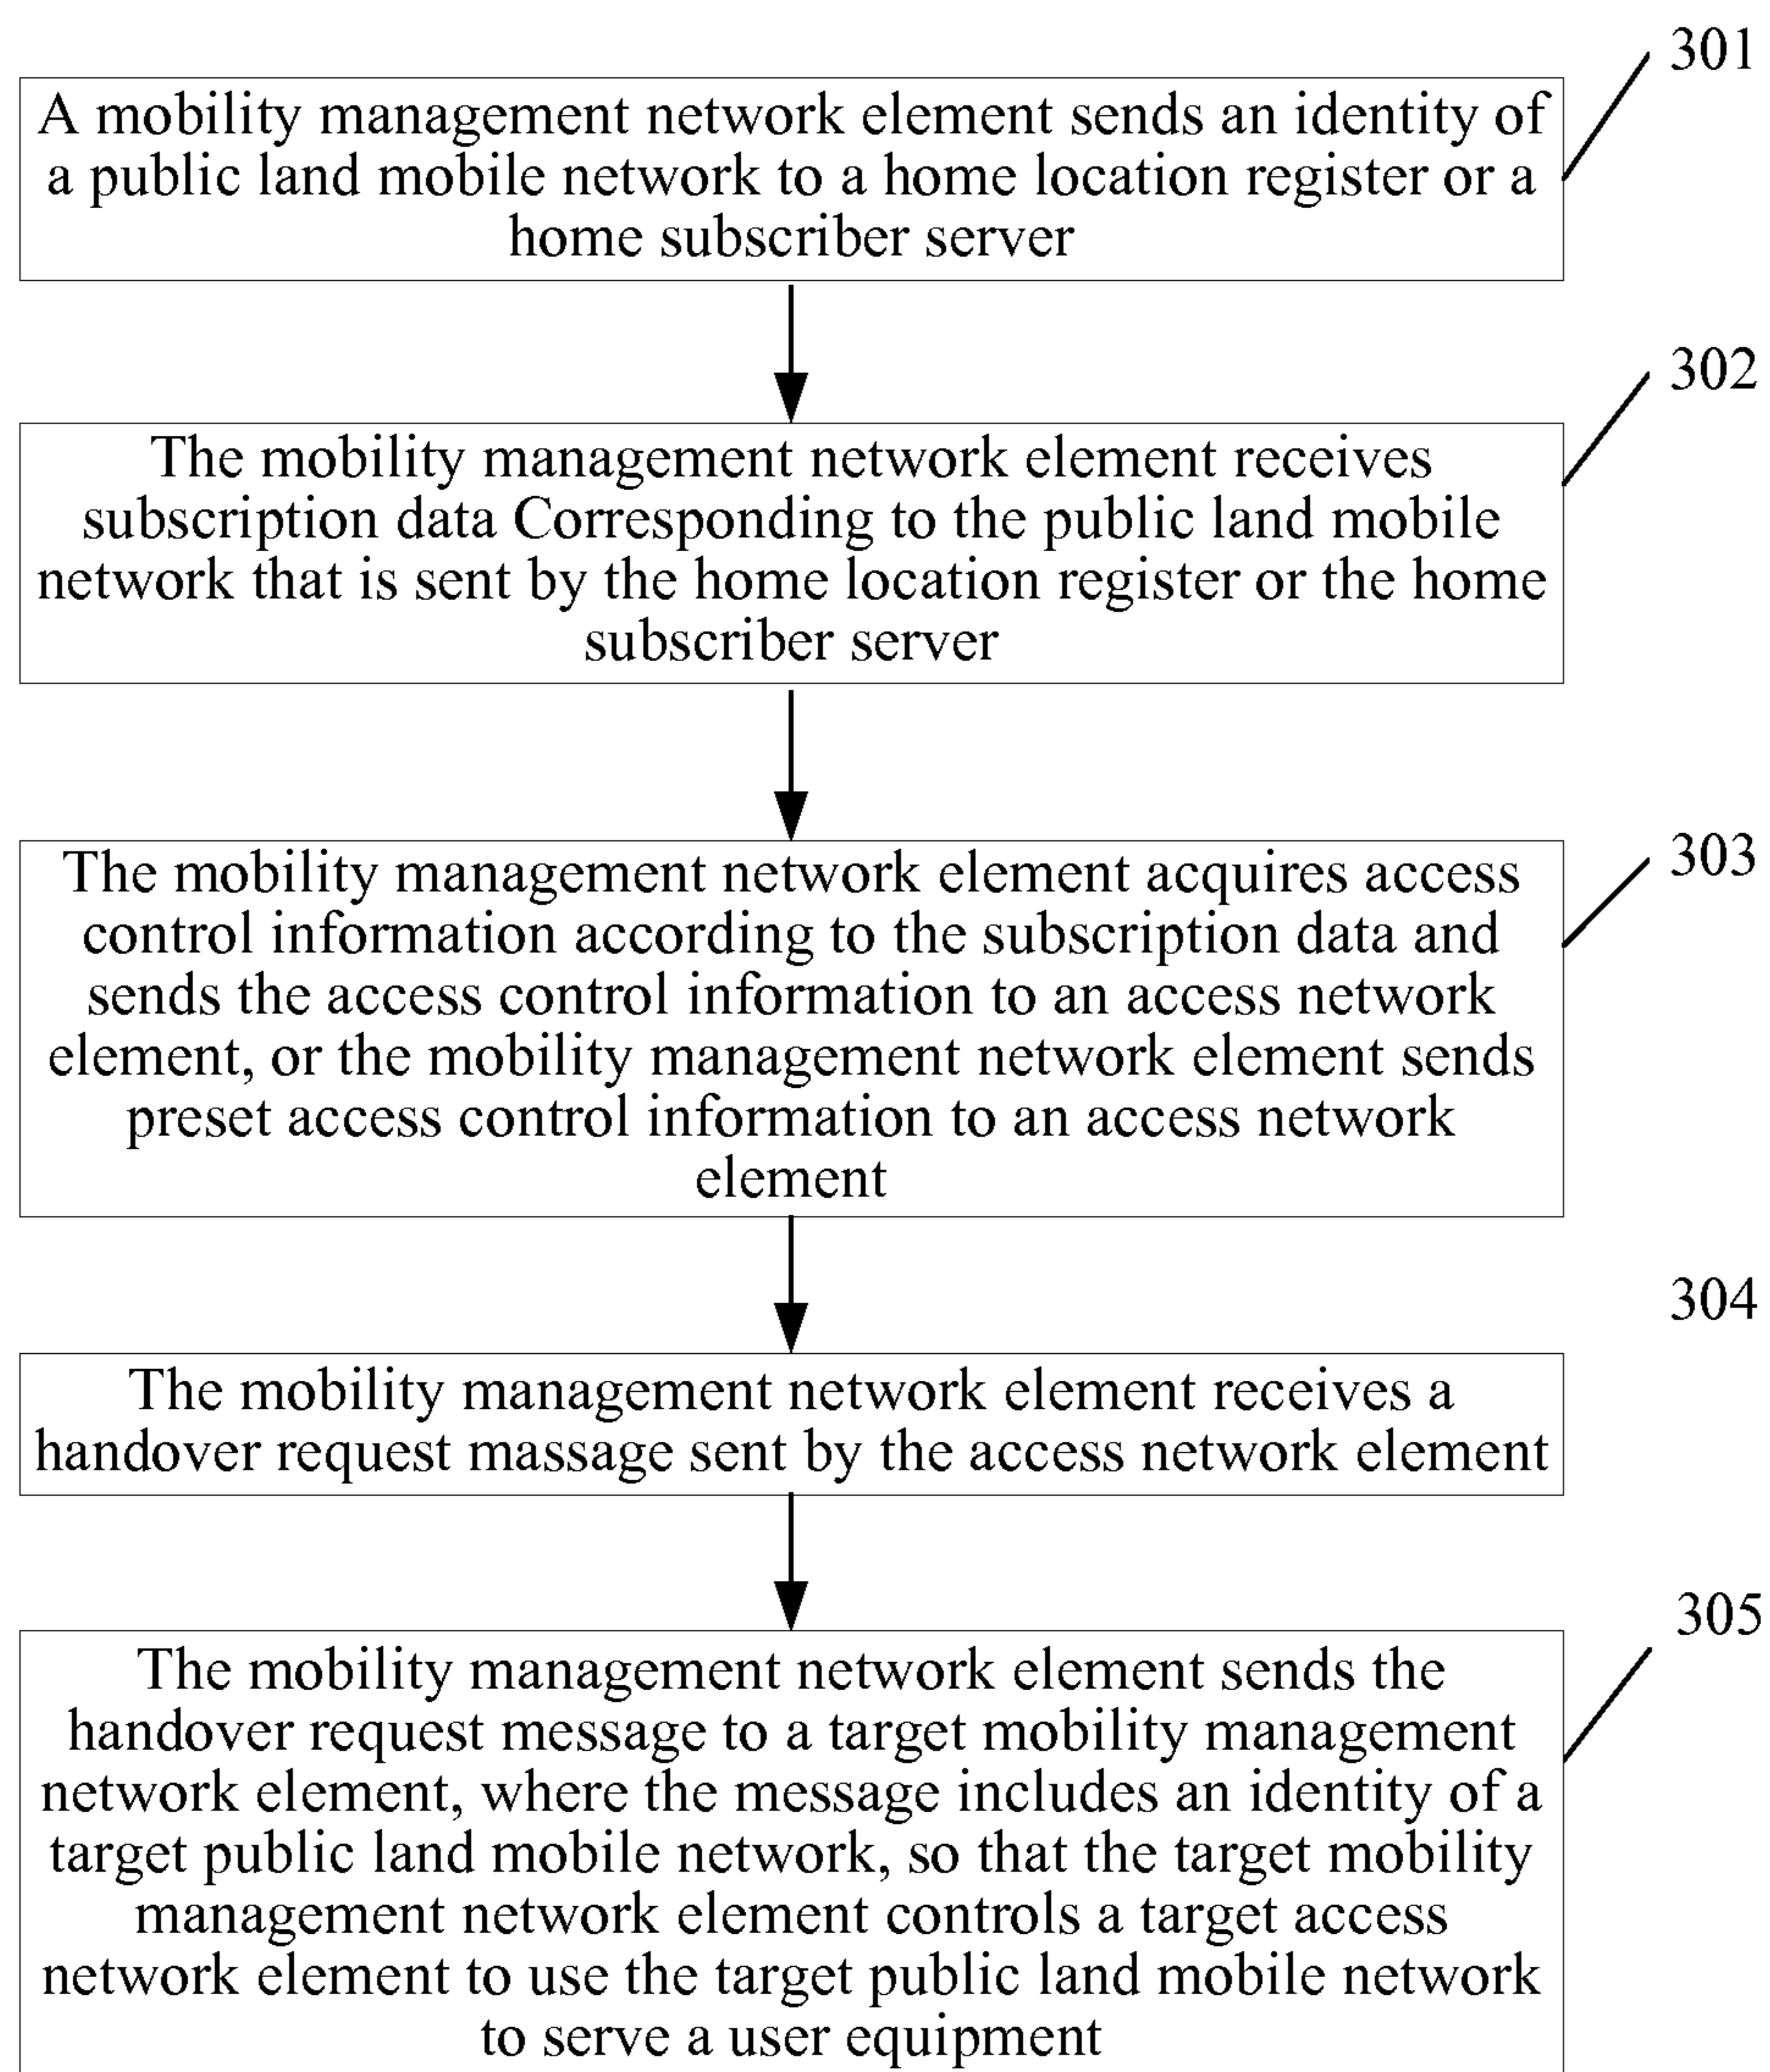 301
A mobility management network element sends an identity of
a public land mobile network to a home location register or a
home subscriber server
302
The mobility management network element receives
subscription data Corresponding to the public land mobile
network that is sent by the home location register or the home
subscriber server
303
The mobility management network element acquires access
control information according to the subscription data and
sends the access control information to an access network
element, or the mobility management network element sends
preset access control information to an access network
element
304
The mobility management network element receives a
handover request massage sent by the access network element
305
The mobility management network element sends the
handover request message to a target mobility management
network element, where the message includes an identity of a
target public land mobile network, so that the target mobility
management network element controls a target access
network element to use the target public land mobile network
to serve a user equipment